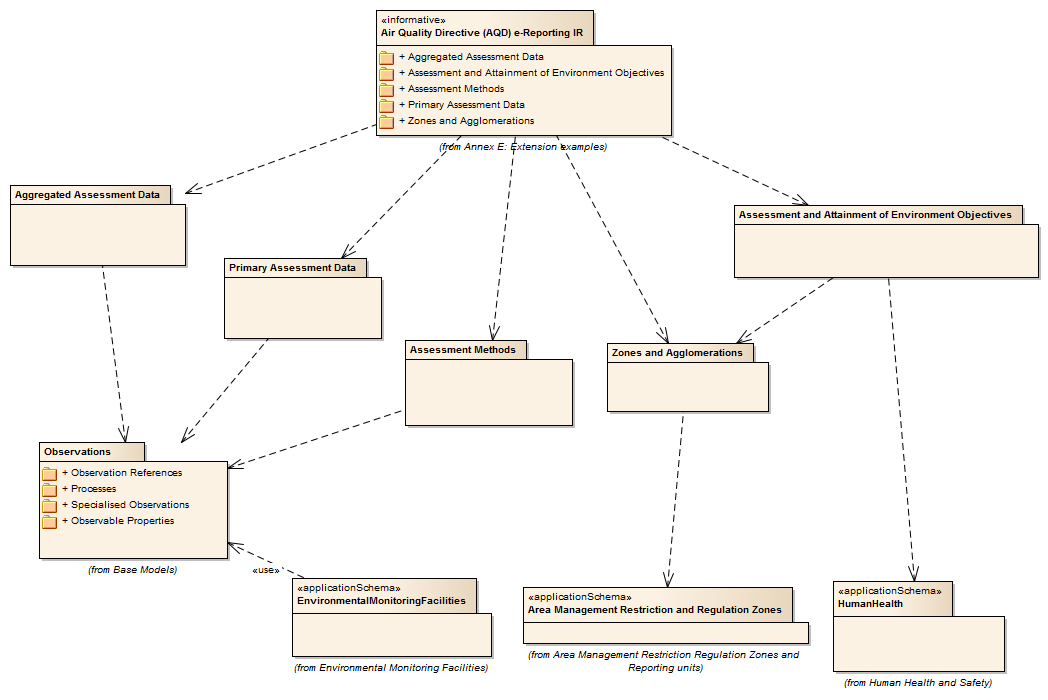 «informative»
Air Quality Directive (AQD) e-Reporting IR
+ Aggregated Assessment Data
+ Assessment and Attainment of Environment Objectives
+ Assessment Methods
+ Primary Assessment Data
+ Zones and Agglomerations
(from Annex E: Extension examples)
Aggregated Assessment Data
Assessment and Attainment of Environment Objectives
Primary Assessment Data
Assessment Methods
Zones and Agglomerations
Observations
+ Observation References
+ Processes
+ Specialised Observations
+ Observable Properties
(from Base Models)
«use»
«applicationSchema»
EnvironmentalMonitoringFacilities
(from Environmental Monitoring Facilities)
«applicationSchema»
Area Management Restriction and Regulation Zones
(from Area Management Restriction Regulation Zones and
Reporting units)
«applicationSchema»
HumanHealth
(from Human Health and Safety)